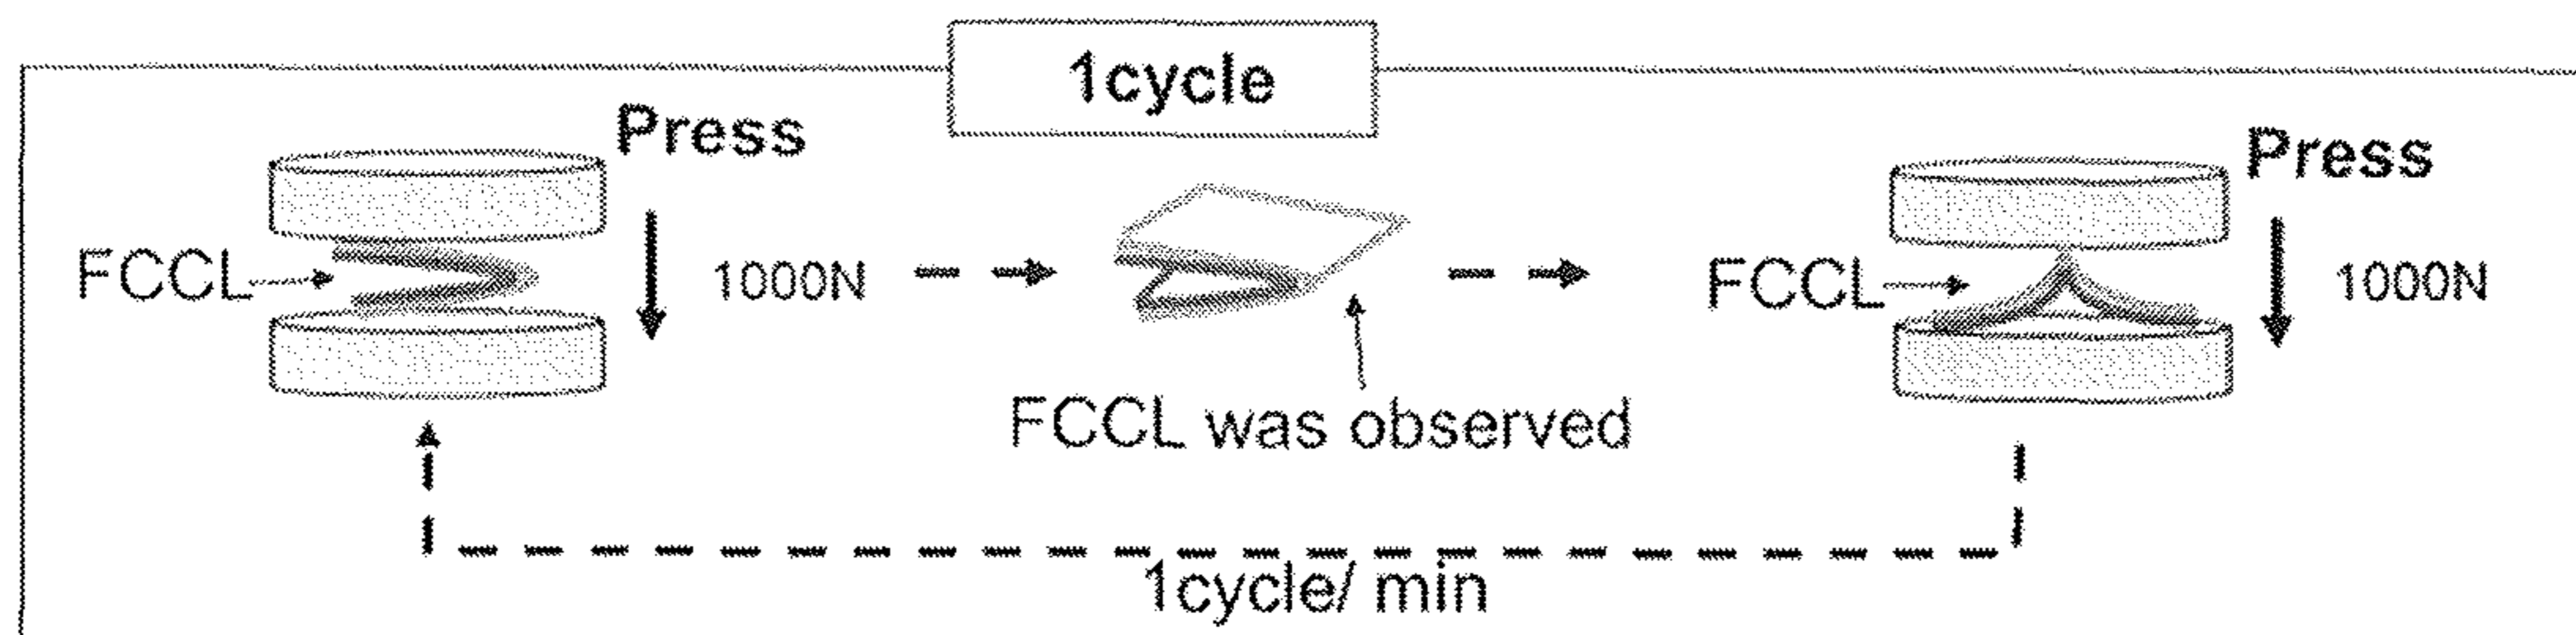 1cycle
Press
FCCL
1000N
FCCL was observed
Press
FCCL
1000N
1cycle/ min